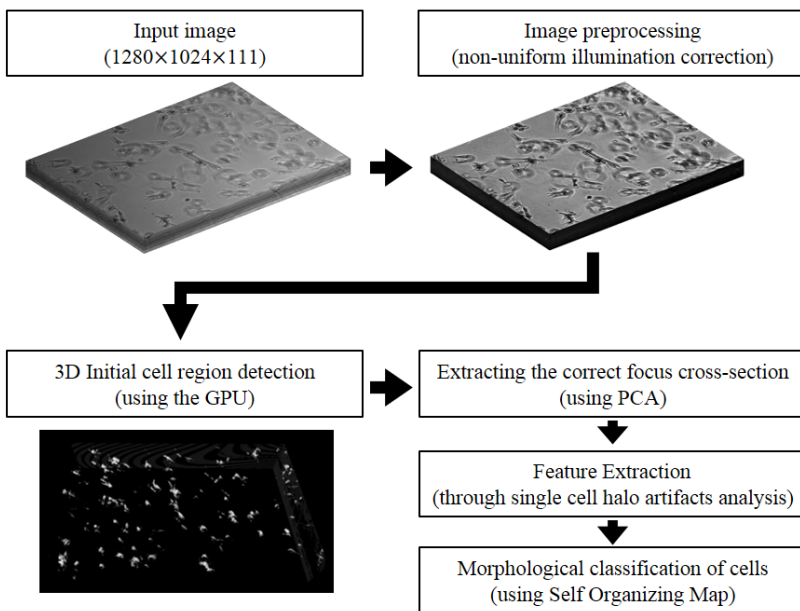 Input image
(1280×1024×111)
Image preprocessing
(non-uniform illumination correction)
3D Initial cell region detection
(using the GPU)
Extracting the correct focus cross-section
(using PCA)
Feature Extraction
(through single cell halo artifacts analysis)
Morphological classification of cells
(using Self Organizing Map)